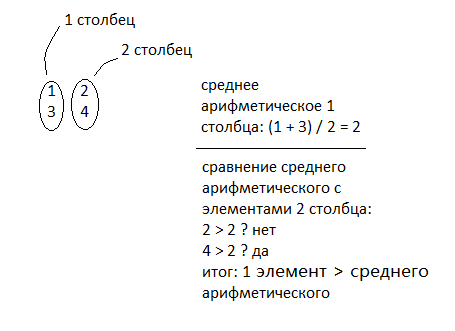 1 столбец
2 столбец
1 2
3 4
среднее
арифметическое 1
столбца: (1 + 3) / 2 = 2
сравнение среднего
арифметического с
элементами 2 столбца:
2 > 2 ? нет
4 > 2 ? да
итог: 1 элемент > среднего
арифметического